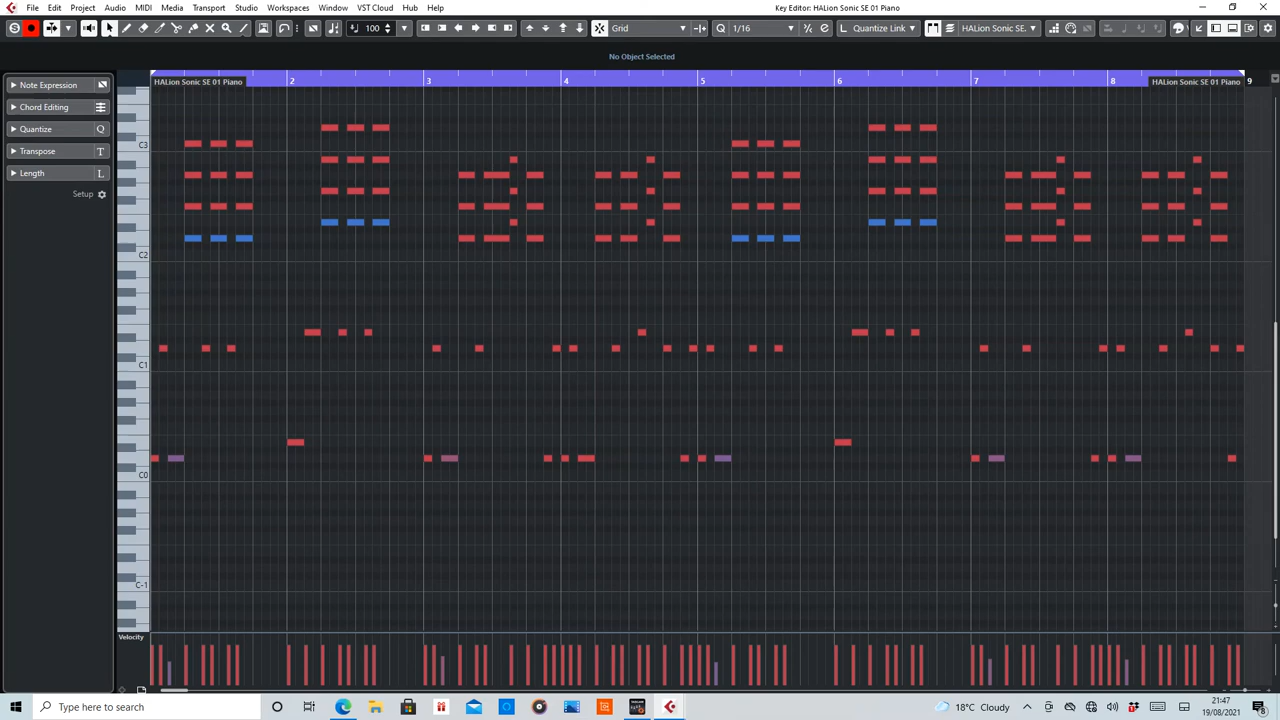 File Edit Project Audio MIDI Media Transport Studio Workspaces Window VST Cloud Hub Help
Key Editor: HALion Sonic SE 01 Piano
100 Grid Q 1/16 Quantize Link HALion Sonic SE.
No Object Selected
2 3 4 5 6 7 8 9
HALion Sonic SE 01 Piano
HALion Sonic SE 01 Piano
Note Expression
Chord Editing
Quantize Q
Transpose T
Length L
Setup
C3
C2
C1
C0
C-1
Velocity
Type here to search
18°C Cloudy
21:47
19/08/2021